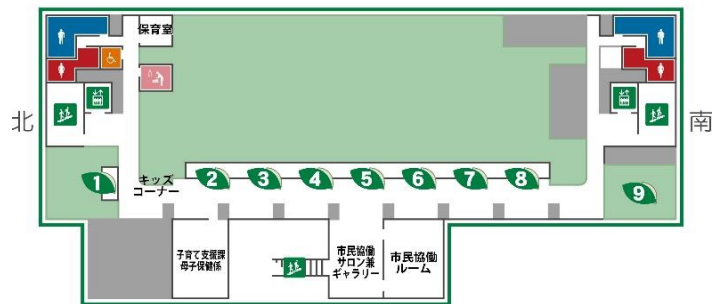 保育室
北
南
1
キッズ
コーナー
2
3
4
5
6
7
8
9
子育て支援課
母子保健係
市民協働
サロン兼
ギャラリー
市民協働
ルーム